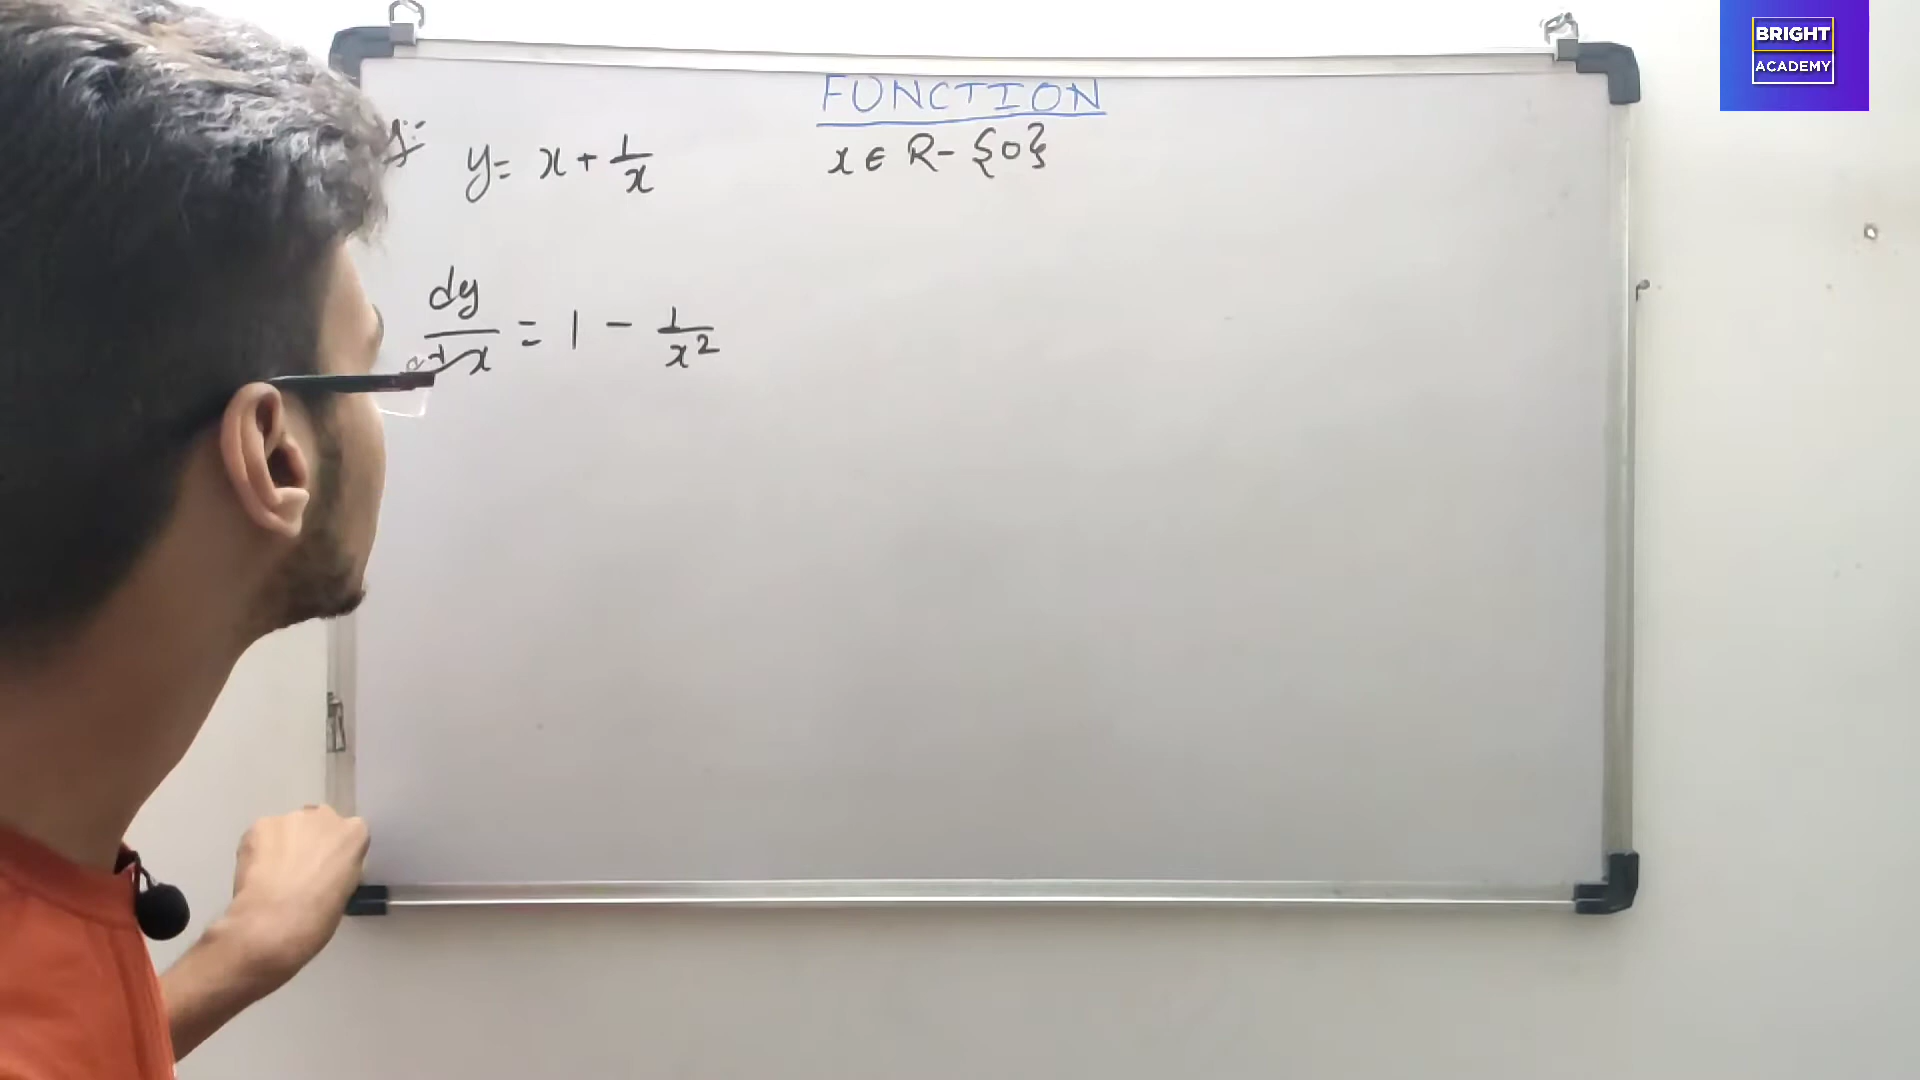 BRIGHT
ACADEMY
FUNCTION
y = x + 1/x
x ∈ R - {0}
dy/dx = 1 - 1/x²